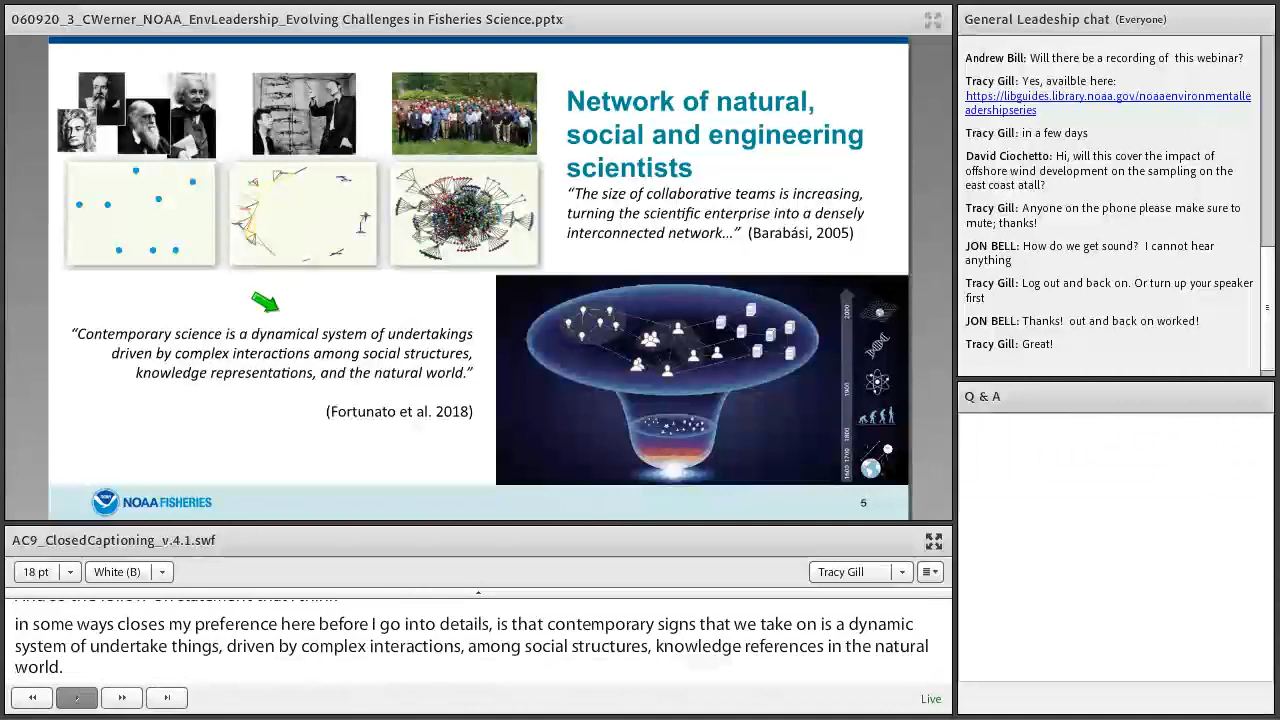 060920_3_CWerner_NOAA_EnvLeadership_Evolving Challenges in Fisheries Science.pptx
Network of natural,
social and engineering
scientists
“The size of collaborative teams is increasing,
turning the scientific enterprise into a densely
interconnected network…” (Barabási, 2005)
“Contemporary science is a dynamical system of undertakings
driven by complex interactions among social structures,
knowledge representations, and the natural world.”
(Fortunato et al. 2018)
2000
1900
1800
1700
1600
NOAA FISHERIES
5
General Leadeship chat (Everyone)
Andrew Bill: Will there be a recording of this webinar?
Tracy Gill: Yes, availble here:
https://libguides.library.noaa.gov/noaaenvironmentalle
adershipseries
Tracy Gill: in a few days
David Ciochetto: Hi, will this cover the impact of
offshore wind development on the sampling on the
east coast atall?
Tracy Gill: Anyone on the phone please make sure to
mute; thanks!
JON BELL: How do we get sound? I cannot hear
anything
Tracy Gill: Log out and back on. Or turn up your speaker
first
JON BELL: Thanks! out and back on worked!
Tracy Gill: Great!
Q & A
AC9_ClosedCaptioning_v.4.1.swf
18 pt
White (B)
Tracy Gill
in some ways closes my preference here before I go into details, is that contemporary signs that we take on is a dynamic
system of undertake things, driven by complex interactions, among social structures, knowledge references in the natural
world.
Live